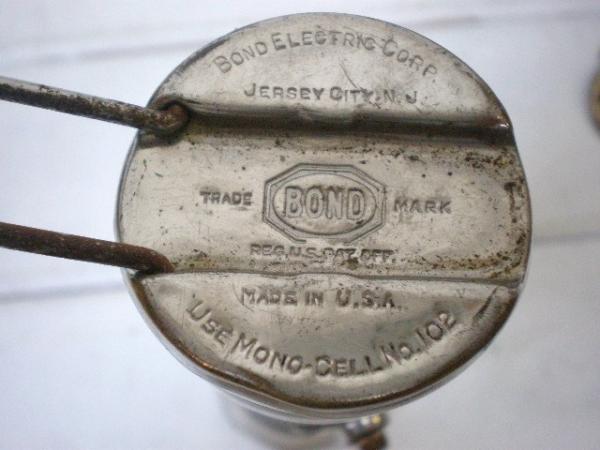 BOND ELECTRIC CORP.
JERSEY CITY, N.J.
TRADE BOND MARK
REG.U.S.PAT.OFF.
MADE IN U.S.A.
USE MONO-CELL NO.102